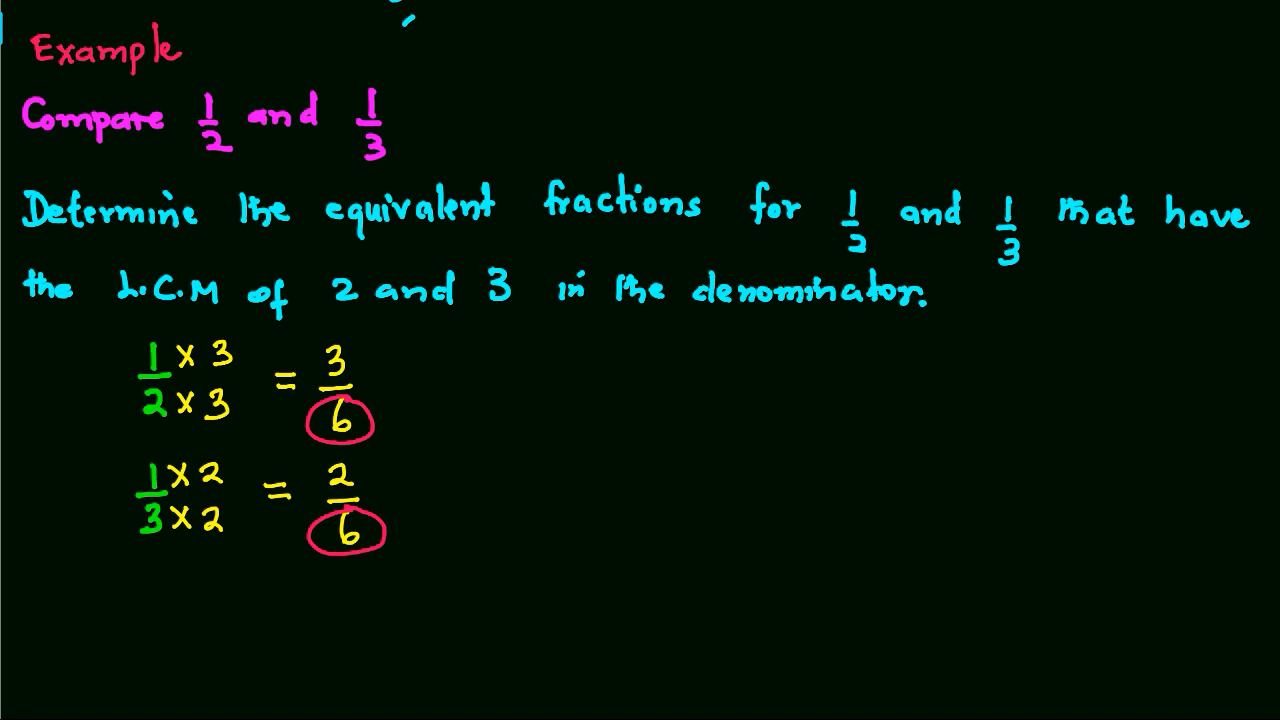 Example
Compare 1/2 and 1/3
Determine the equivalent fractions for 1/2 and 1/3 that have
the L.C.M of 2 and 3 in the denominator.
1 × 3 / 2 × 3 = 3/6
1 × 2 / 3 × 2 = 2/6